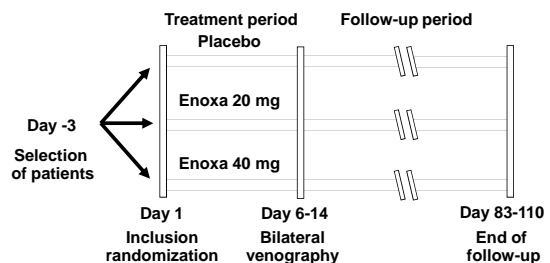 Treatment period
Follow-up period
Placebo
Enoxa 20 mg
Day -3
Selection
of patients
Enoxa 40 mg
Day 1
Day 6-14
Day 83-110
Inclusion
randomization
Bilateral
venography
End of
follow-up